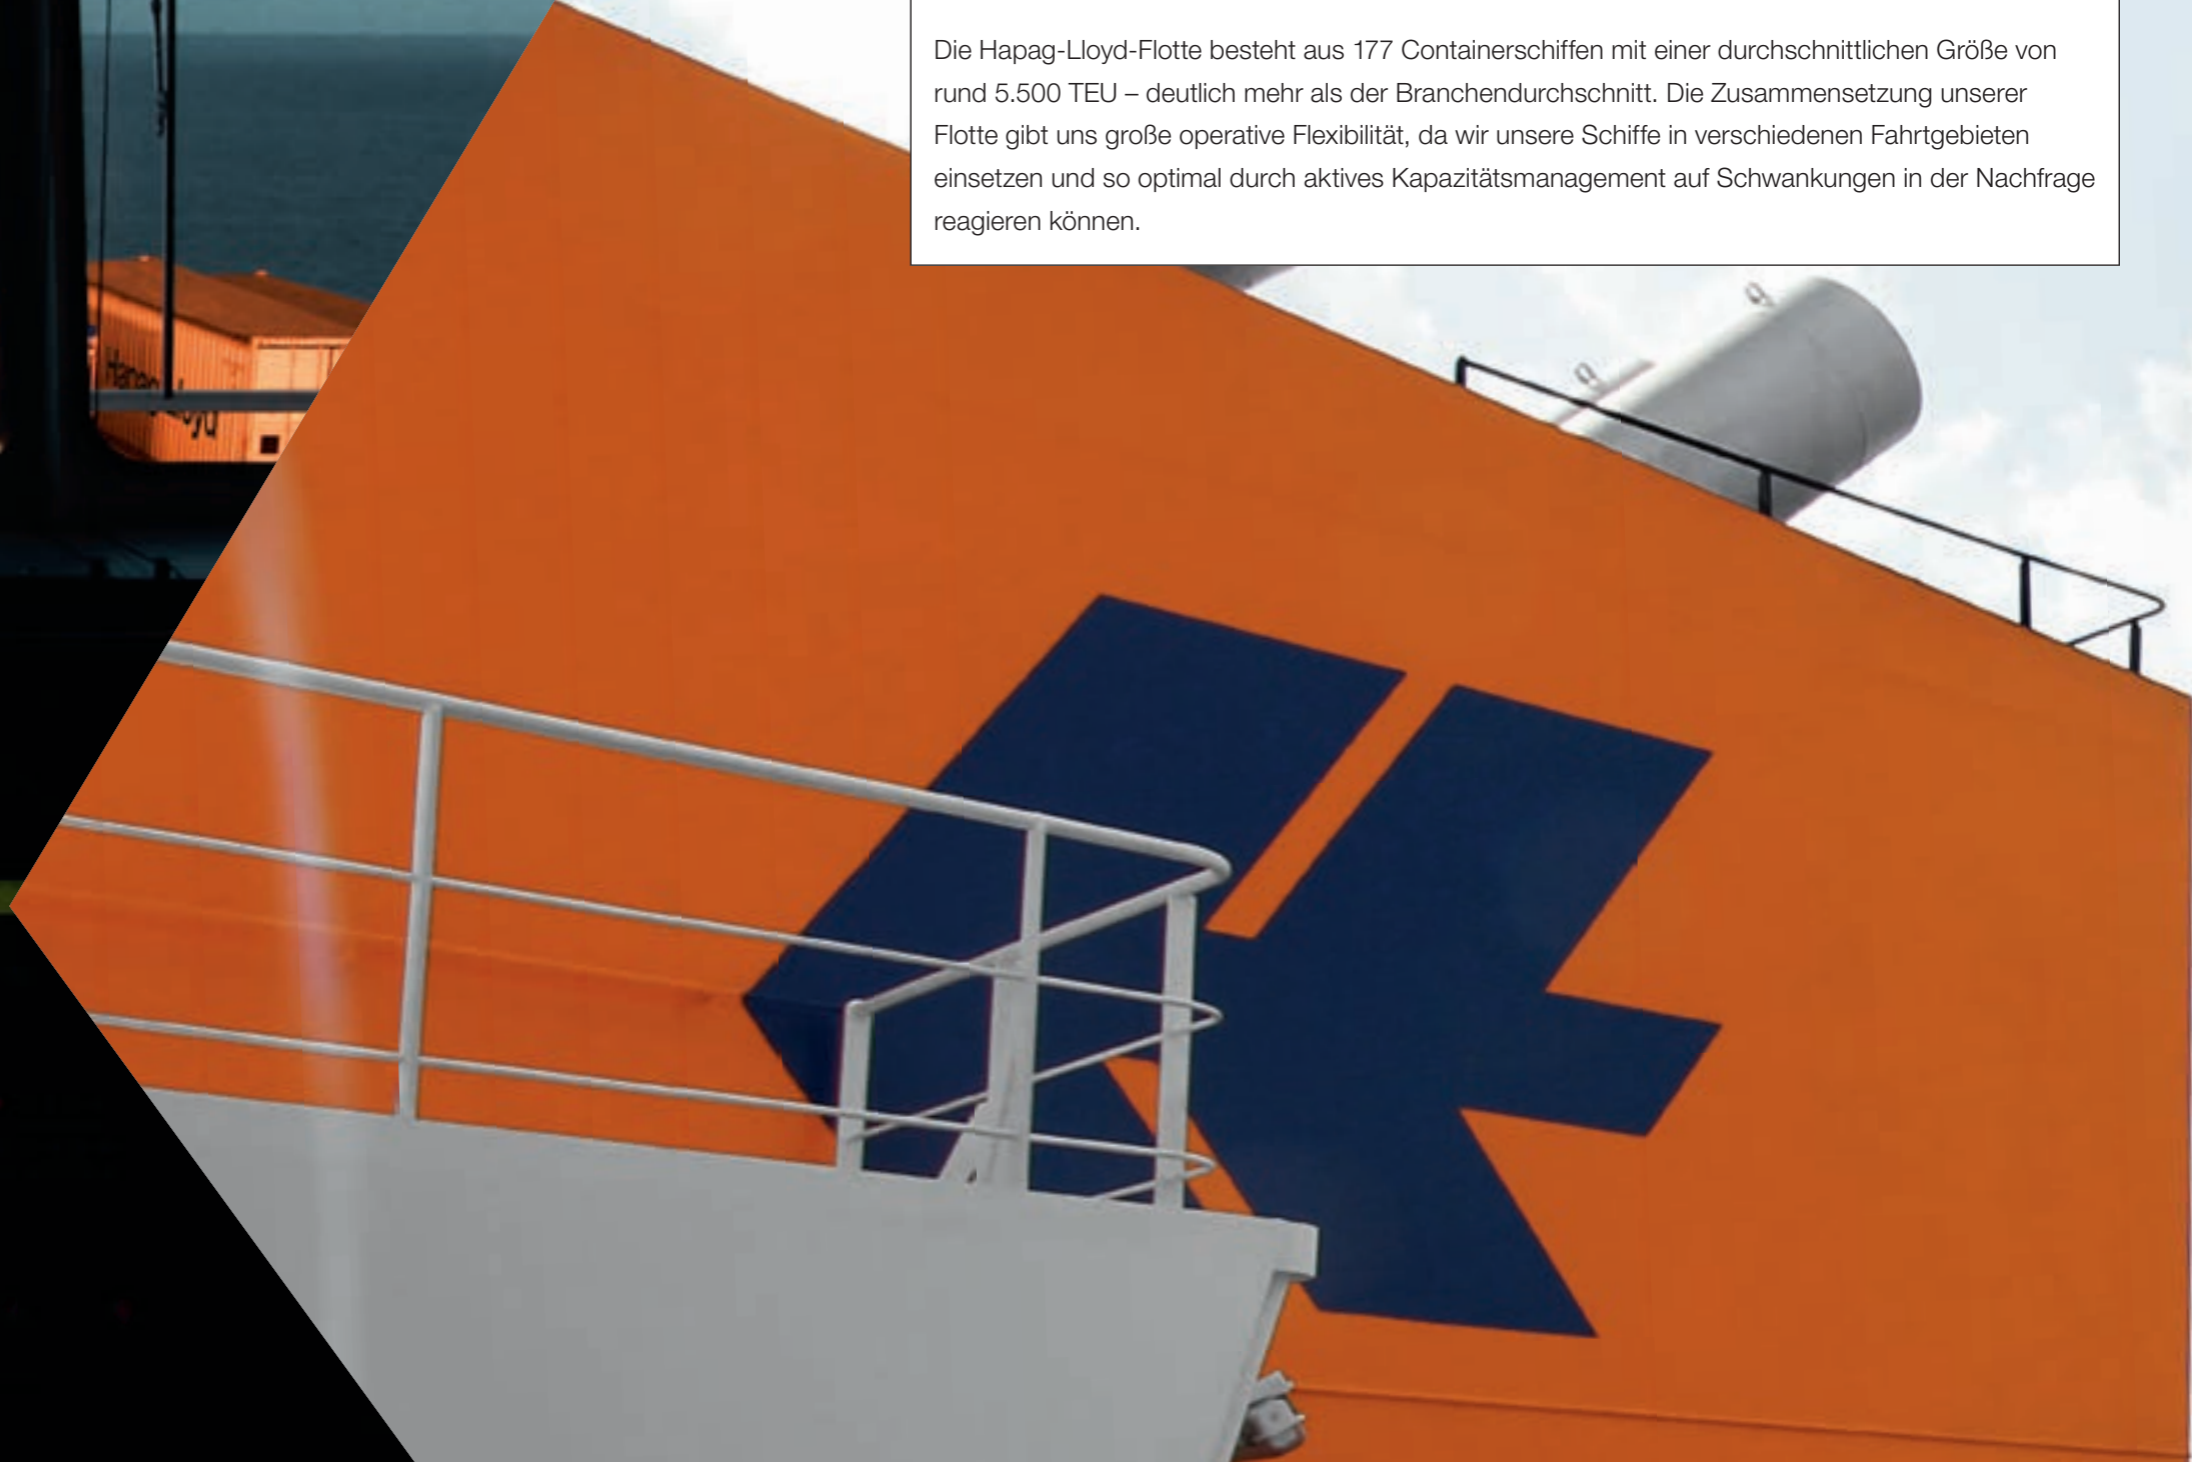 Die Hapag-Lloyd-Flotte besteht aus 177 Containerschiffen mit einer durchschnittlichen Größe von
rund 5.500 TEU – deutlich mehr als der Branchendurchschnitt. Die Zusammensetzung unserer
Flotte gibt uns große operative Flexibilität, da wir unsere Schiffe in verschiedenen Fahrtgebieten
einsetzen und so optimal durch aktives Kapazitätsmanagement auf Schwankungen in der Nachfrage
reagieren können.
Hapag-Lloyd